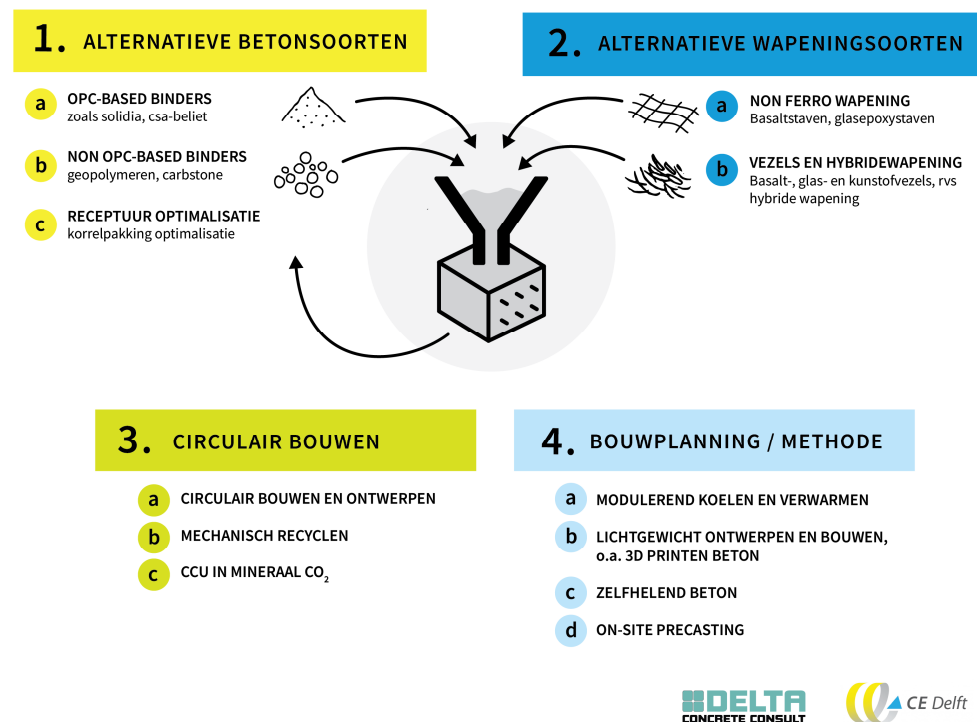 1. ALTERNATIEVE BETONSOORTEN
a OPC-BASED BINDERS
zoals solidia, csa-beliet
b NON OPC-BASED BINDERS
geopolymeren, carbstone
c RECEPTUUR OPTIMALISATIE
korrelpakking optimalisatie
2. ALTERNATIEVE WAPENINGSOORTEN
a NON FERRO WAPENING
Basaltstaven, glasepoxystaven
b VEZELS EN HYBRIDEWAPENING
Basalt-, glas- en kunstofvezels, rvs
hybride wapening
3. CIRCULAIR BOUWEN
a CIRCULAIR BOUWEN EN ONTWERPEN
b MECHANISCH RECYCLEN
c CCU IN MINERAAL CO₂
4. BOUWPLANNING / METHODE
a MODULEREND KOELEN EN VERWARMEN
b LICHTGEWICHT ONTWERPEN EN BOUWEN,
o.a. 3D PRINTEN BETON
c ZELFHELEND BETON
d ON-SITE PRECASTING
DELTA
CONCRETE CONSULT
CE Delft